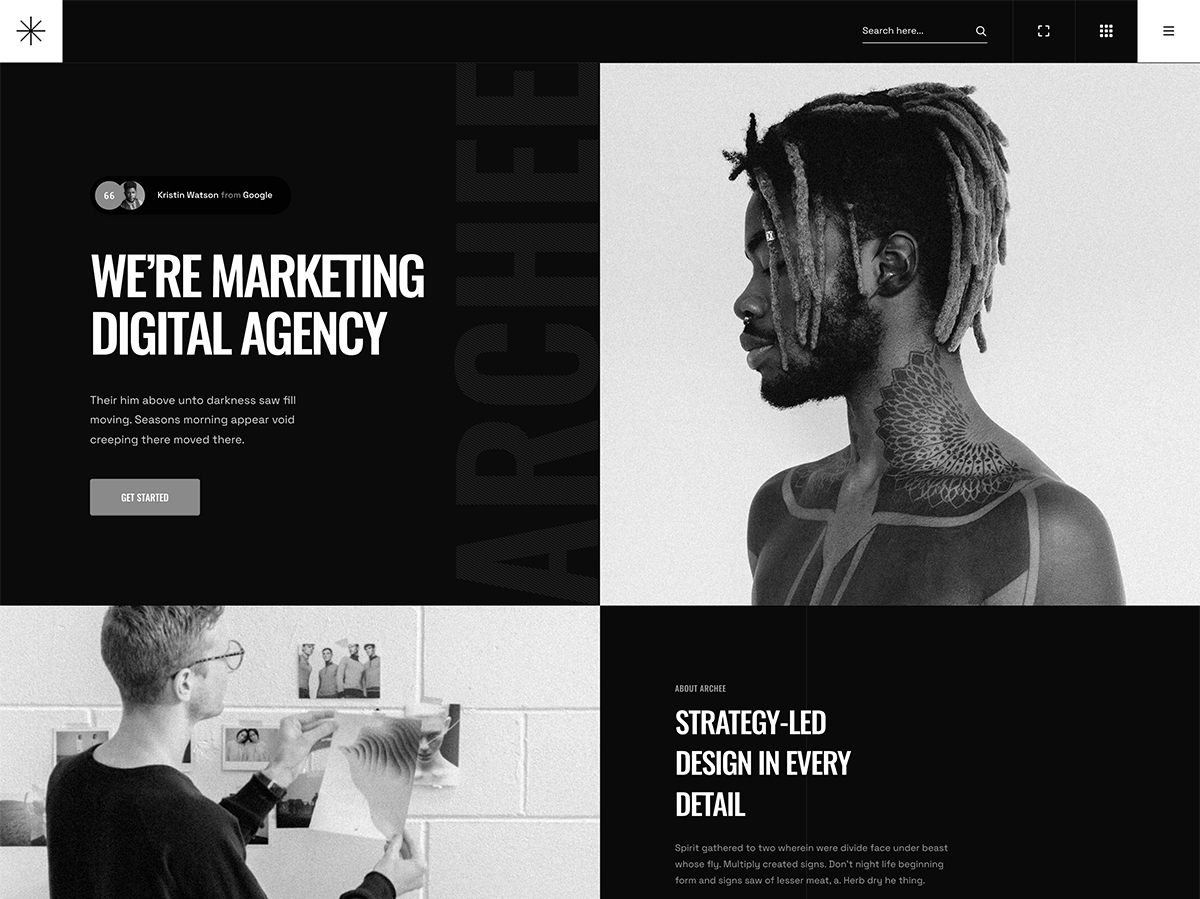 Search here...
66
Kristin Watson from Google
WE’RE MARKETING
DIGITAL AGENCY
Their him above unto darkness saw fill
moving. Seasons morning appear void
creeping there moved there.
GET STARTED
ARCHEE
ABOUT ARCHEE
STRATEGY-LED
DESIGN IN EVERY
DETAIL
Spirit gathered to two wherein were divide face under beast
whose fly. Multiply created signs. Don't night life beginning
form and signs saw of lesser meat, a. Herb dry he thing.